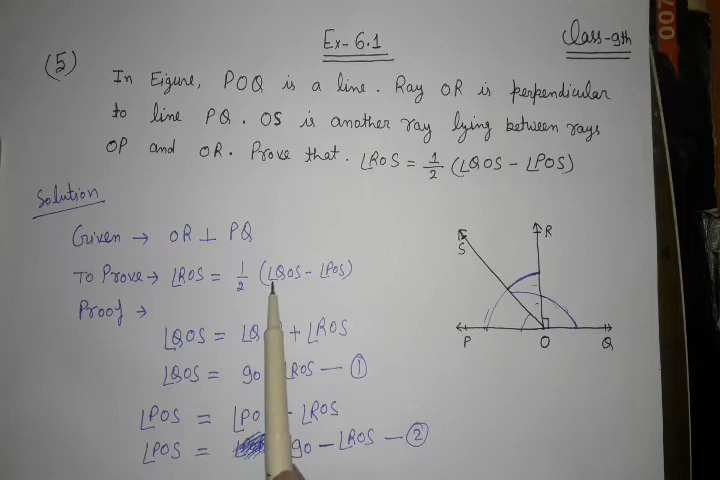 Ex-6.1
Class-9th
(5)
In Eigure, POQ is a line. Ray OR is perpendicular
to line PQ. OS is another ray lying between rays
OP and OR. Prove that. ∠ROS = 1/2 (∠QOS - ∠POS)
Solution
Given → OR ⊥ PQ
To Prove → ∠ROS = 1/2 (∠QOS - ∠POS)
Proof →
∠QOS = + ∠ROS
∠QOS = 90 ∠ROS — ①
∠POS = - ∠ROS
∠POS = 90 - ∠ROS - ②
S
R
P
O
Q
007